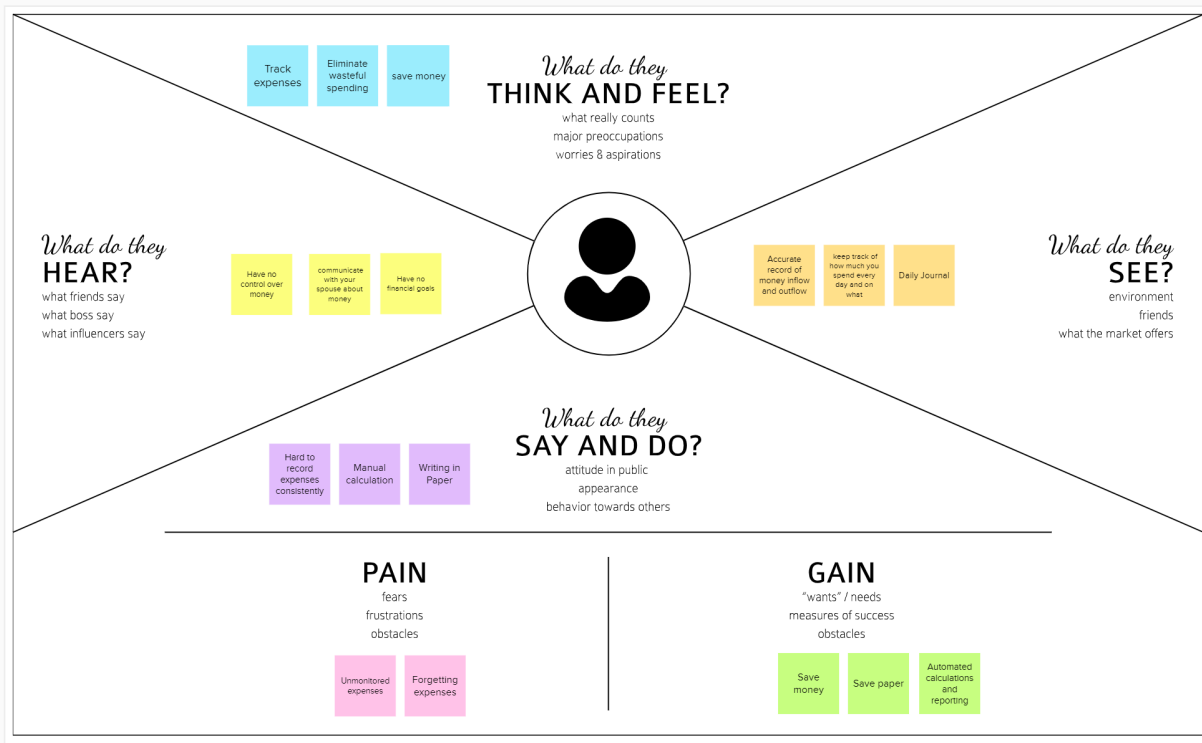 Track
expenses
Eliminate
wasteful
spending
save money
What do they
THINK AND FEEL?
what really counts
major preoccupations
worries & aspirations
What do they
HEAR?
what friends say
what boss say
what influencers say
Have no
control over
money
communicate
with your
spouse about
money
Have no
financial goals
Accurate
record of
money inflow
and outflow
keep track of
how much you
spend every
day and on
what
Daily Journal
What do they
SEE?
environment
friends
what the market offers
What do they
SAY AND DO?
attitude in public
appearance
behavior towards others
Hard to
record
expenses
consistently
Manual
calculation
Writing in
Paper
PAIN
fears
frustrations
obstacles
Unmonitored
expenses
Forgetting
expenses
GAIN
"wants" / needs
measures of success
obstacles
Save
money
Save paper
Automated
calculations
and
reporting